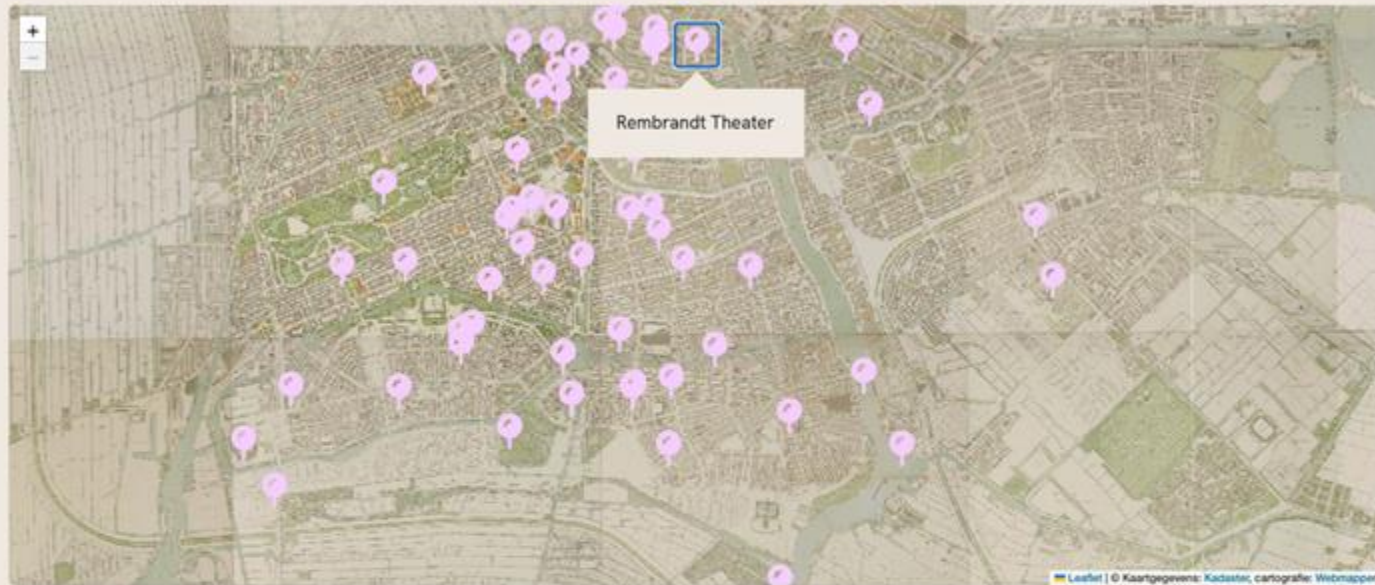 +
−
Rembrandt Theater
Leaflet | © Kaartgegevens: Kadaster, cartografie: Webmapper